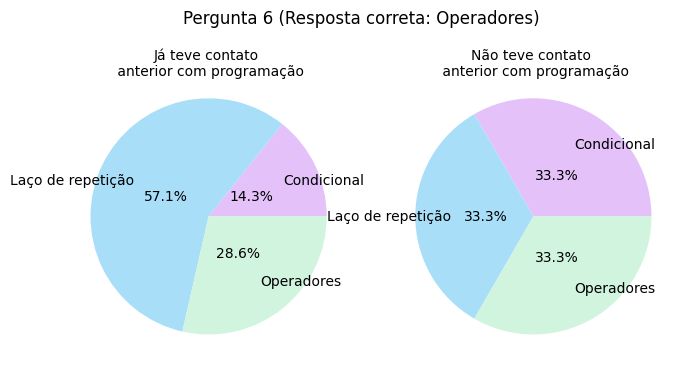 Pergunta 6 (Resposta correta: Operadores)
Já teve contato
anterior com programação
Laço de repetição
57.1%
14.3%
Condicional
28.6%
Operadores
Não teve contato
anterior com programação
Condicional
33.3%
Laço de repetição
33.3%
33.3%
Operadores